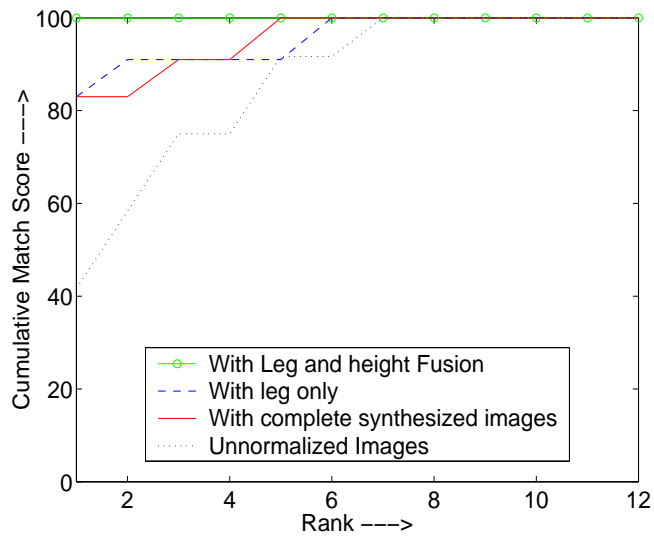 100
80
60
40
20
0
Cumulative Match Score --->
With Leg and height Fusion
With leg only
With complete synthesized images
Unnormalized Images
2 4 6 8 10 12
Rank --->